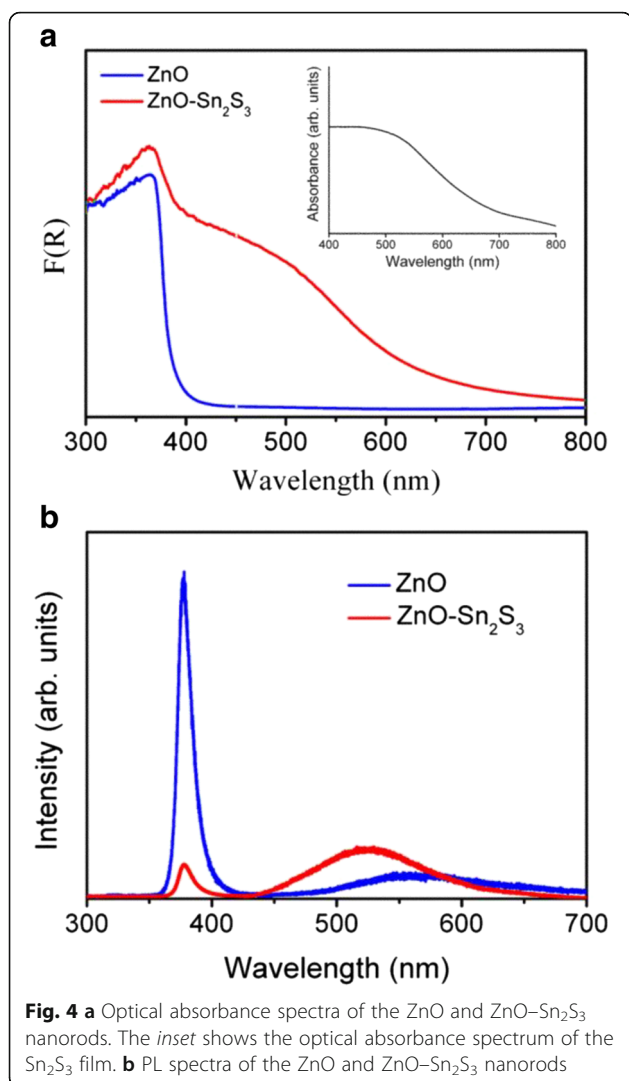 a
ZnO
ZnO-Sn₂S₃
F(R)
300 400 500 600 700 800
Wavelength (nm)
Absorbance (arb. units)
400 500 600 700 800
Wavelength (nm)
b
ZnO
ZnO-Sn₂S₃
Intensity (arb. units)
300 400 500 600 700
Wavelength (nm)
Fig. 4 a Optical absorbance spectra of the ZnO and ZnO–Sn₂S₃
nanorods. The inset shows the optical absorbance spectrum of the
Sn₂S₃ film. b PL spectra of the ZnO and ZnO–Sn₂S₃ nanorods